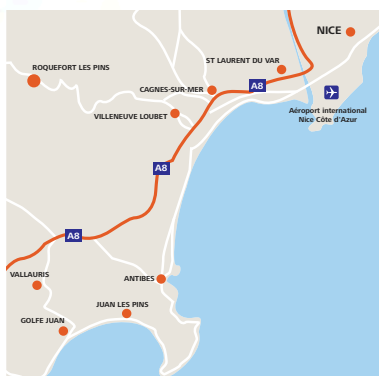 NICE
ST LAURENT DU VAR
ROQUEFORT LES PINS
CAGNES-SUR-MER
A8
Aéroport international
Nice Côte d'Azur
VILLENEUVE LOUBET
A8
A8
VALLAURIS
ANTIBES
JUAN LES PINS
GOLFE JUAN